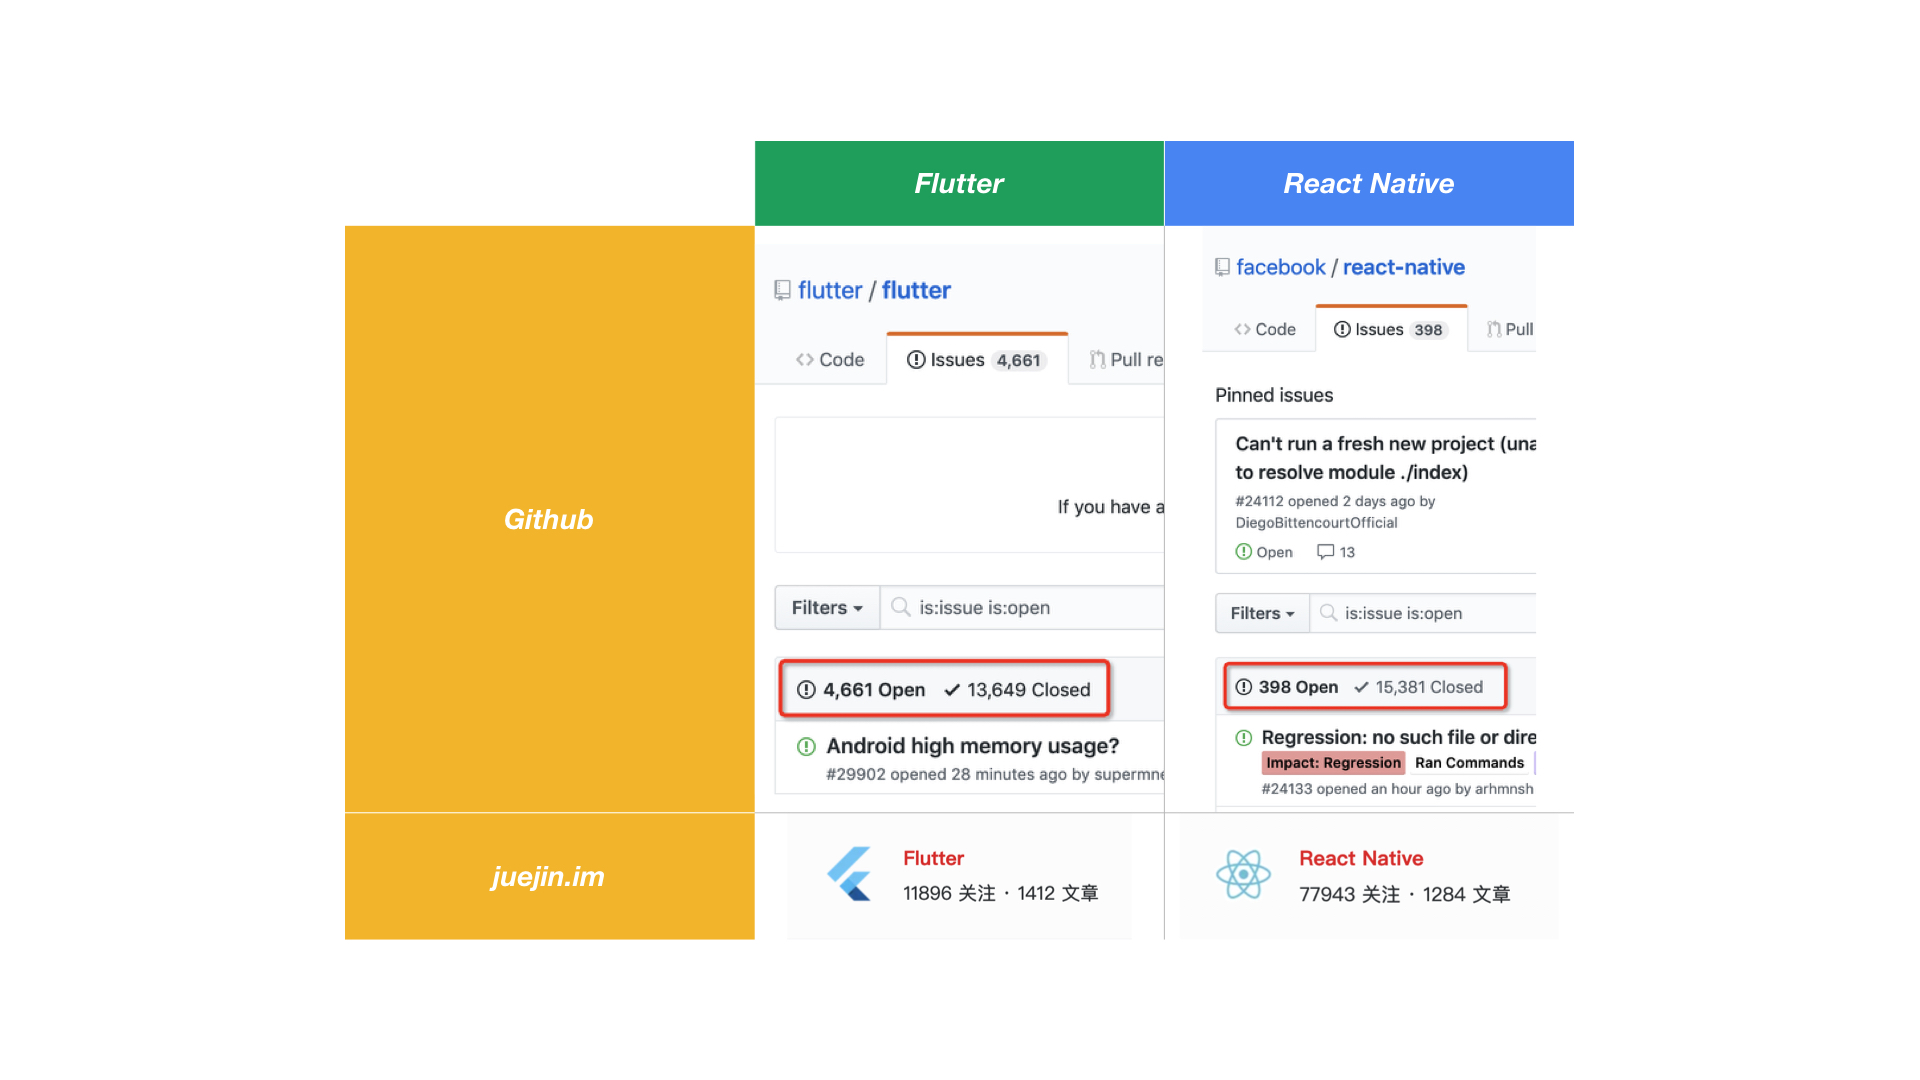 Flutter
React Native
Github
flutter / flutter
Code
Issues 4,661
Pull re
If you have a
Filters
is:issue is:open
4,661 Open 13,649 Closed
Android high memory usage?
#29902 opened 28 minutes ago by supermne
facebook / react-native
Code
Issues 398
Pull
Pinned issues
Can't run a fresh new project (una
to resolve module ./index)
#24112 opened 2 days ago by
DiegoBittencourtOfficial
Open 13
Filters
is:issue is:open
398 Open 15,381 Closed
Regression: no such file or dire
Impact: Regression Ran Commands
#24133 opened an hour ago by arhmnsh
juejin.im
Flutter
11896 关注 · 1412 文章
React Native
77943 关注 · 1284 文章